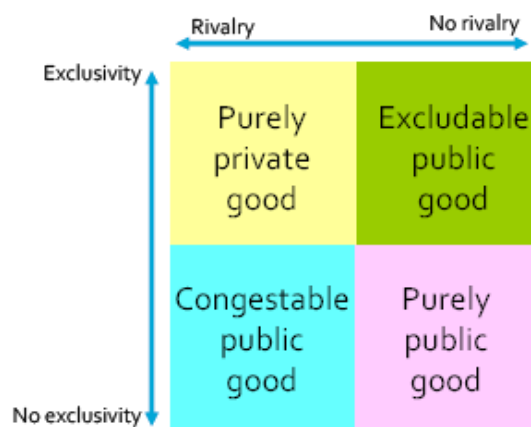 Rivalry No rivalry
Exclusivity
Purely private good
Excludable public good
Congestable public good
Purely public good
No exclusivity